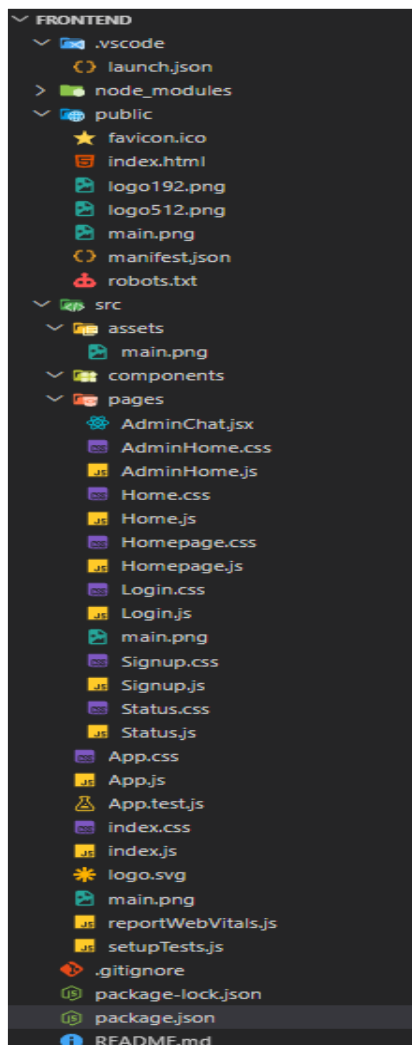 FRONTEND
.vscode
launch.json
node_modules
public
favicon.ico
index.html
logo192.png
logo512.png
main.png
manifest.json
robots.txt
src
assets
main.png
components
pages
AdminChat.jsx
AdminHome.css
AdminHome.js
Home.css
Home.js
Homepage.css
Homepage.js
Login.css
Login.js
main.png
Signup.css
Signup.js
Status.css
Status.js
App.css
App.js
App.test.js
index.css
index.js
logo.svg
main.png
reportWebVitals.js
setupTests.js
.gitignore
package-lock.json
package.json
README.md